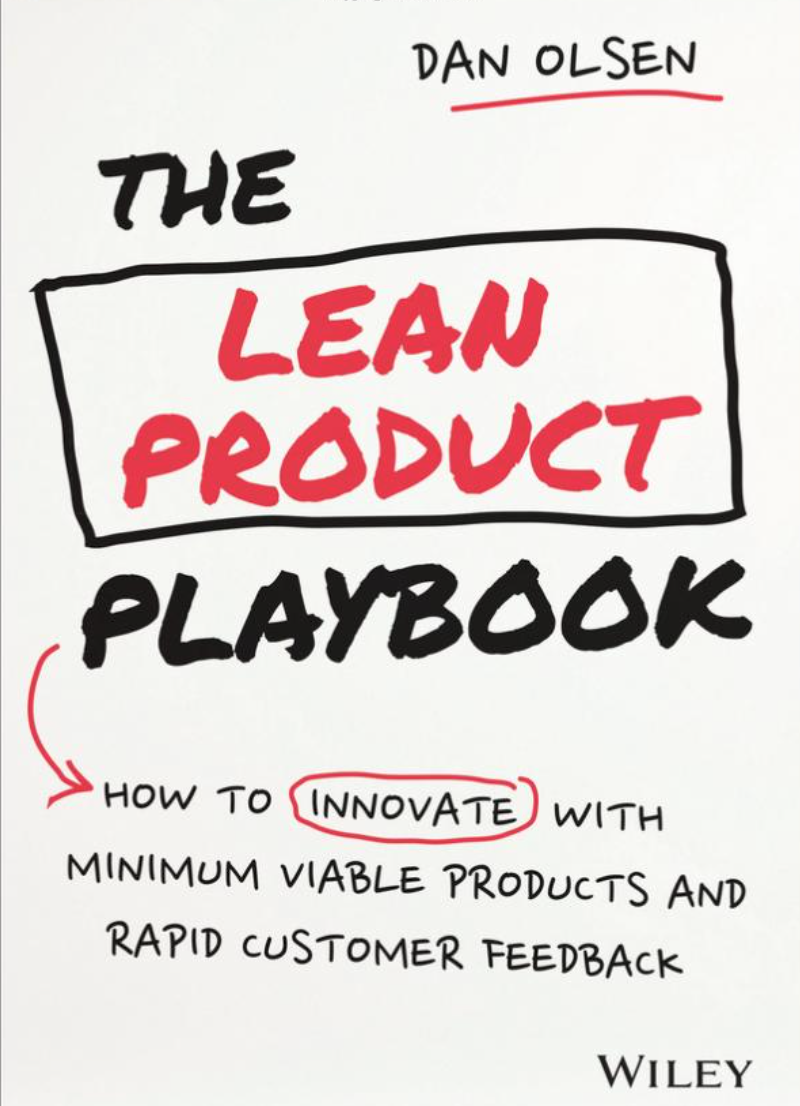 DAN OLSEN
THE
LEAN
PRODUCT
PLAYBOOK
HOW TO INNOVATE WITH
MINIMUM VIABLE PRODUCTS AND
RAPID CUSTOMER FEEDBACK
WILEY